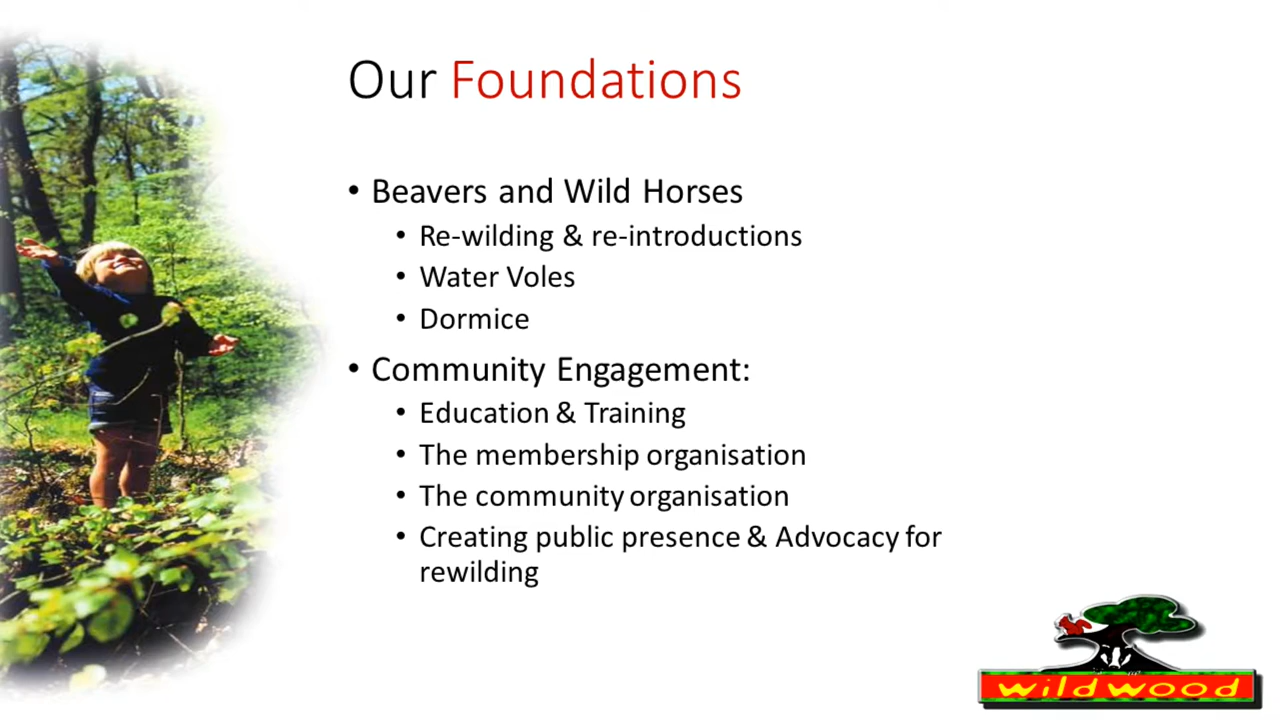 Our Foundations
• Beavers and Wild Horses
• Re-wilding & re-introductions
• Water Voles
• Dormice
• Community Engagement:
• Education & Training
• The membership organisation
• The community organisation
• Creating public presence & Advocacy for
rewilding
wildwood